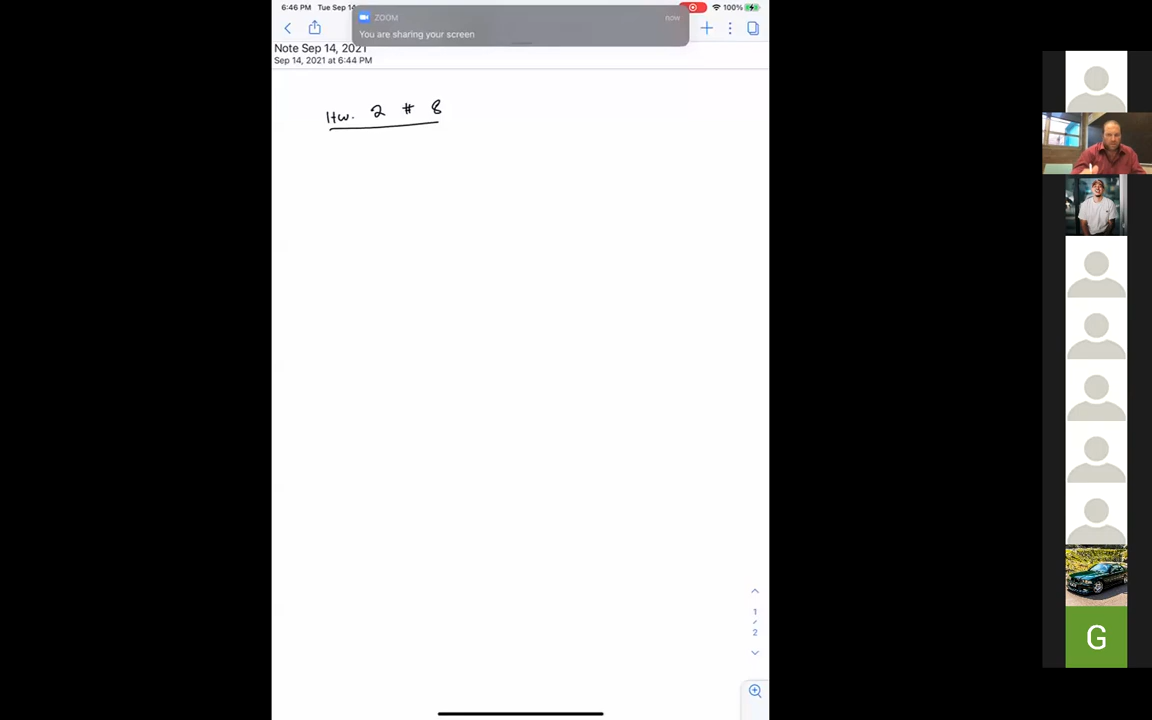 6:46 PM Tue Sep 14
100%
ZOOM
now
You are sharing your screen
Note Sep 14, 2021
Sep 14, 2021 at 6:44 PM
Hw. 2 # 8
1
2
G